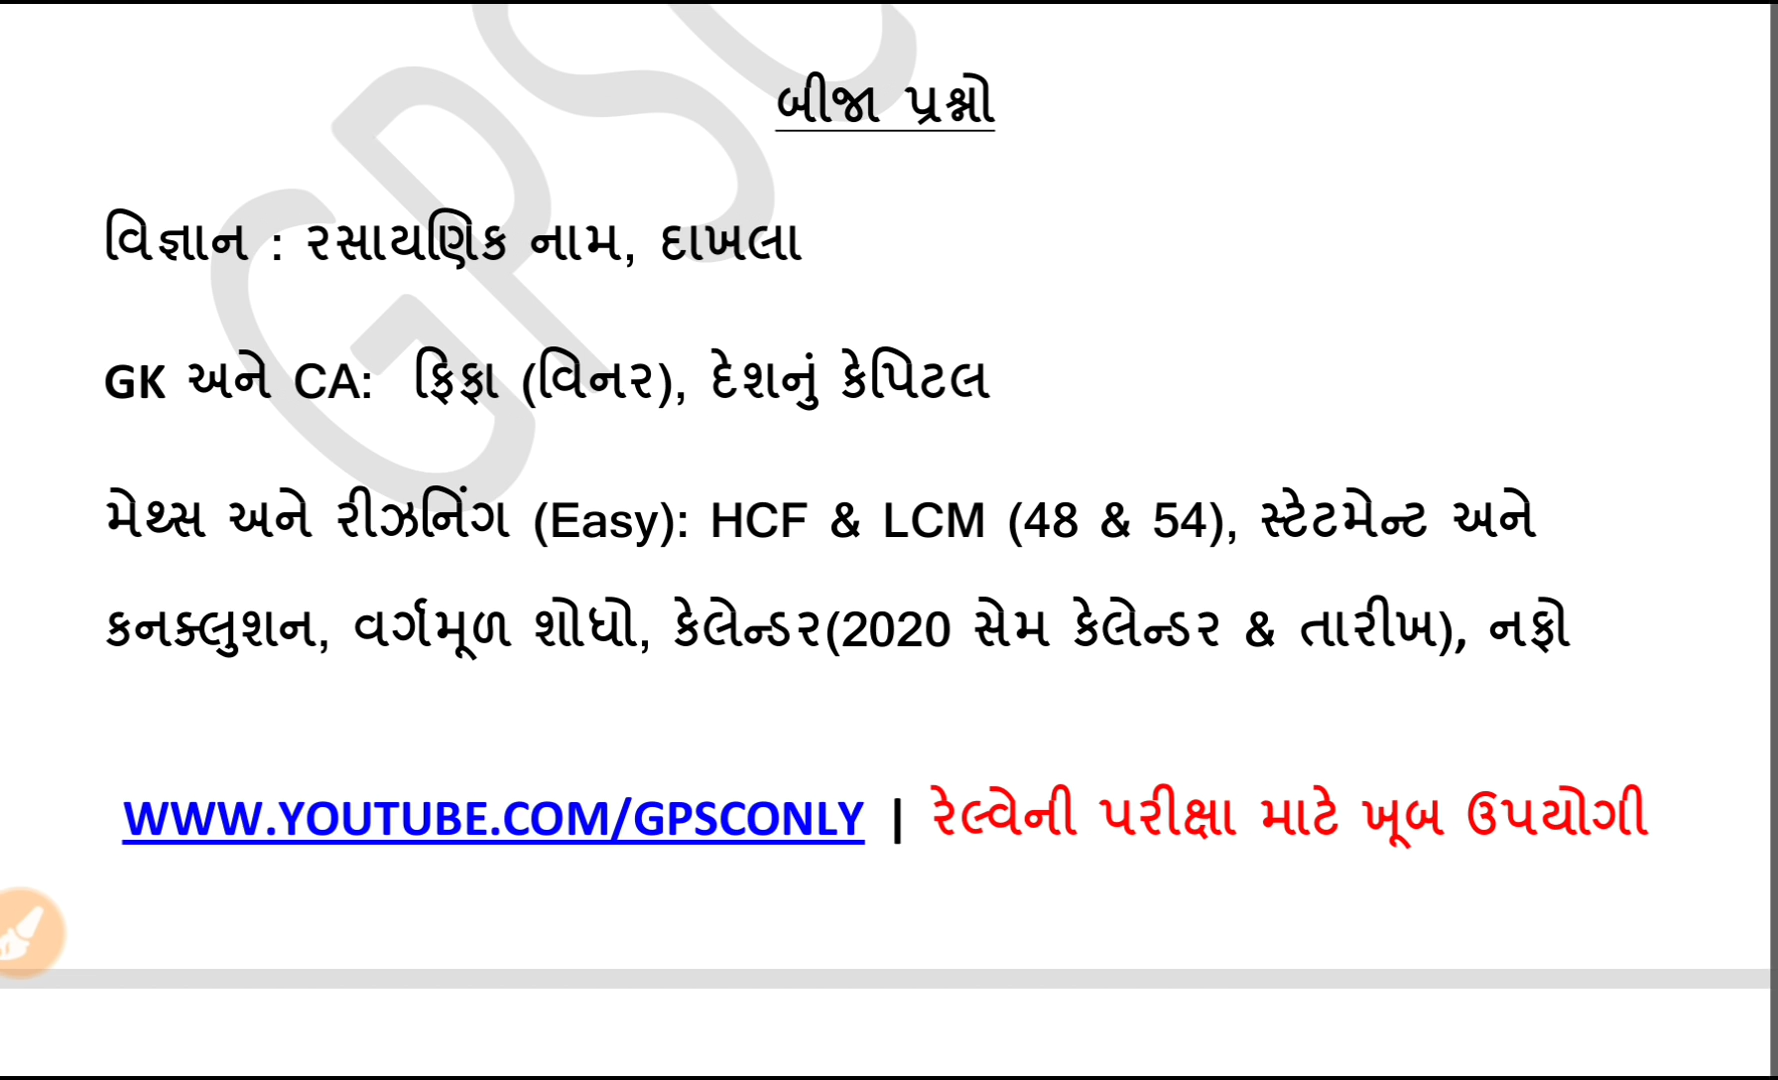 બીજા પ્રશ્નો
વિજ્ઞાન : રસાયણિક નામ, દાખલા
GK અને CA: ફિફા (વિનર), દેશનું કેપિટલ
મેથ્સ અને રીઝનિંગ (Easy): HCF & LCM (48 & 54), સ્ટેટમેન્ટ અને
કનક્લુશન, વર્ગમૂળ શોધો, કેલેન્ડર(2020 સેમ કેલેન્ડર & તારીખ), નફો
WWW.YOUTUBE.COM/GPSCONLY | રેલ્વેની પરીક્ષા માટે ખૂબ ઉપયોગી
GPSC